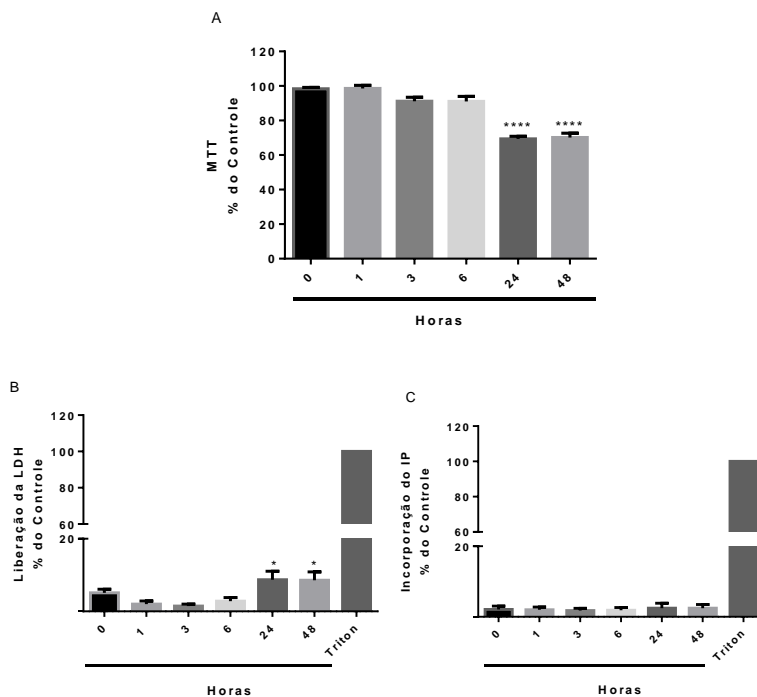 A
MTT
% do Controle
120
100
80
60
40
20
0
****
****
0
1
3
6
24
48
Horas
B
Liberação da LDH
% do Controle
120
100
80
60
20
*
*
0
1
3
6
24
48
Triton
Horas
C
Incorporação do IP
% do Controle
120
100
80
60
20
0
1
3
6
24
48
Triton
Horas